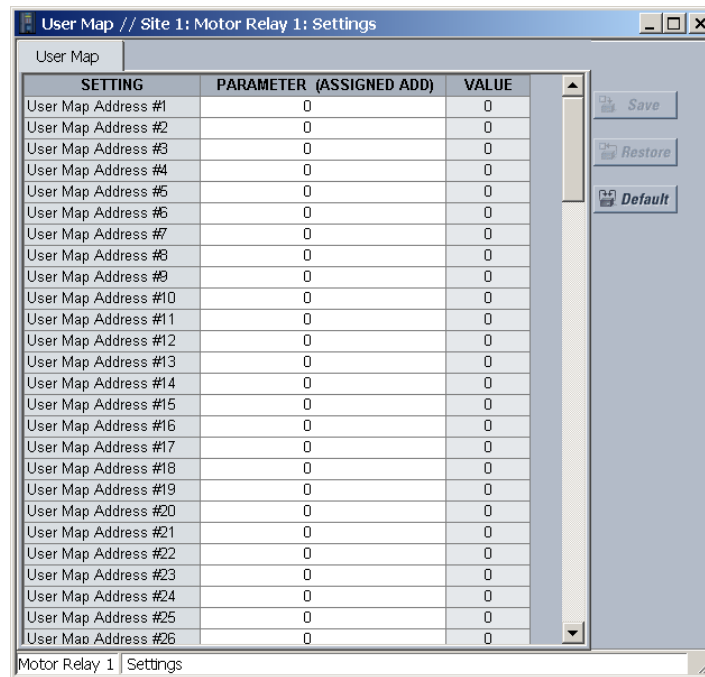 User Map // Site 1: Motor Relay 1: Settings
User Map
SETTING PARAMETER (ASSIGNED ADD) VALUE
User Map Address #1 0 0
User Map Address #2 0 0
User Map Address #3 0 0
User Map Address #4 0 0
User Map Address #5 0 0
User Map Address #6 0 0
User Map Address #7 0 0
User Map Address #8 0 0
User Map Address #9 0 0
User Map Address #10 0 0
User Map Address #11 0 0
User Map Address #12 0 0
User Map Address #13 0 0
User Map Address #14 0 0
User Map Address #15 0 0
User Map Address #16 0 0
User Map Address #17 0 0
User Map Address #18 0 0
User Map Address #19 0 0
User Map Address #20 0 0
User Map Address #21 0 0
User Map Address #22 0 0
User Map Address #23 0 0
User Map Address #24 0 0
User Map Address #25 0 0
User Map Address #26 0 0
Save
Restore
Default
Motor Relay 1 Settings